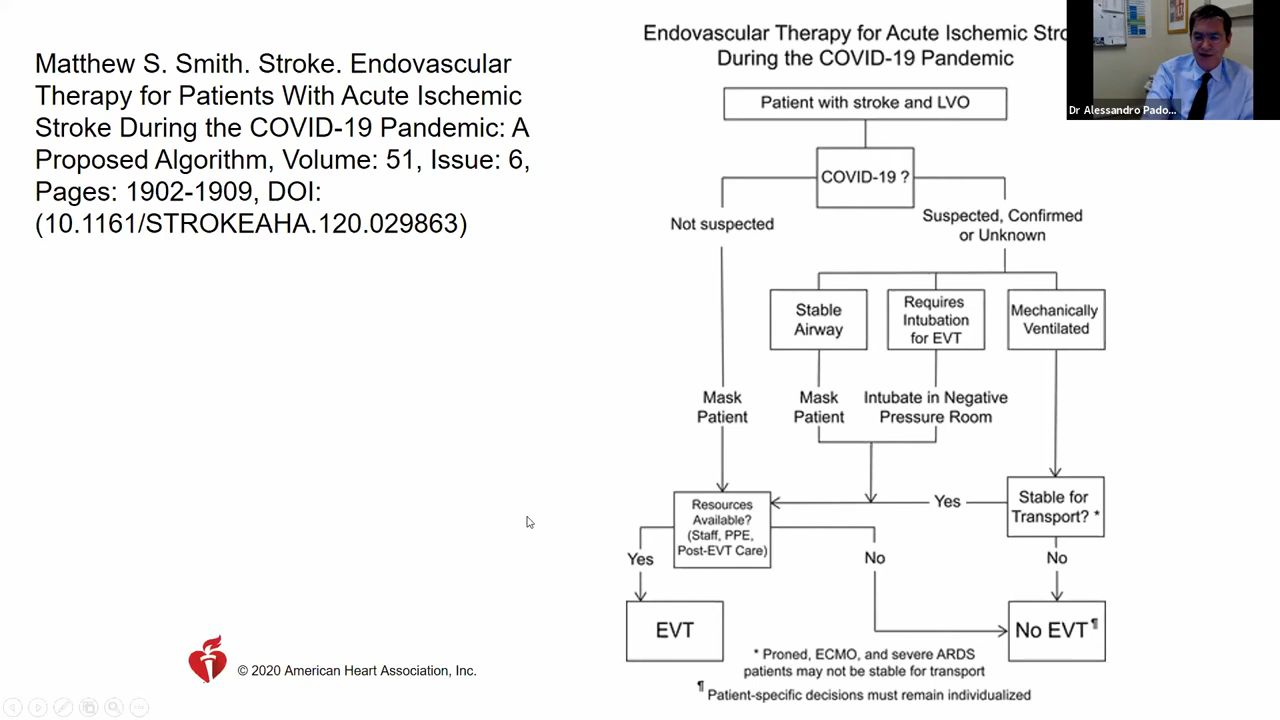 Matthew S. Smith. Stroke. Endovascular
Therapy for Patients With Acute Ischemic
Stroke During the COVID-19 Pandemic: A
Proposed Algorithm, Volume: 51, Issue: 6,
Pages: 1902-1909, DOI:
(10.1161/STROKEAHA.120.029863)
Endovascular Therapy for Acute Ischemic
During the COVID-19 Pandemic
Dr Alessandro Pado...
Patient with stroke and LVO
COVID-19 ?
Not suspected
Suspected, Confirmed
or Unknown
Stable
Airway
Requires
Intubation
for EVT
Mechanically
Ventilated
Mask
Patient
Mask
Patient
Intubate in Negative
Pressure Room
Resources
Available?
(Staff, PPE,
Post-EVT Care)
Yes
Stable for
Transport? *
Yes
No
No
EVT
No EVT¶
* Proned, ECMO, and severe ARDS
patients may not be stable for transport
¶ Patient-specific decisions must remain individualized
© 2020 American Heart Association, Inc.